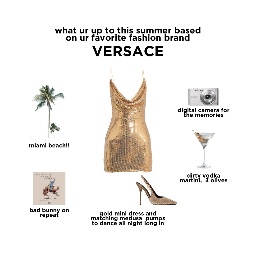 what ur up to this summer based
on ur favorite fashion brand
VERSACE
digital camera for
the memories
miami beach!!
dirty vodka
martini, 3 olives
bad bunny on
repeat
gold mini dress and
matching medusa pumps
to dance all night long in